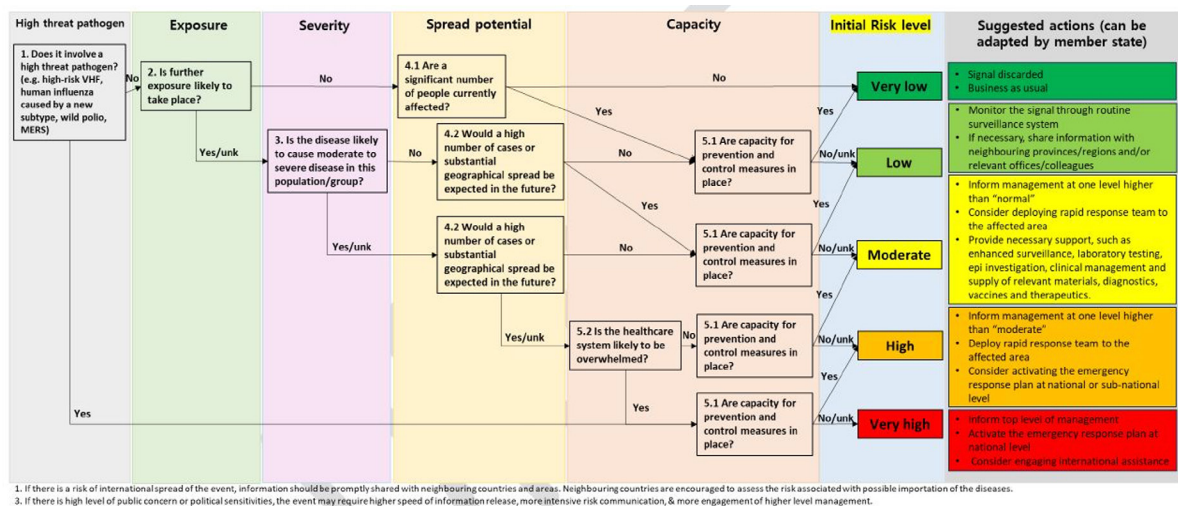 High threat pathogen
Exposure
Severity
Spread potential
Capacity
Initial Risk level
Suggested actions (can be
adapted by member state)
1. Does it involve a
high threat pathogen?
(e.g. high-risk VHF,
human influenza
caused by a new
subtype, wild polio,
MERS)
No
Yes
2. Is further
exposure likely to
take place?
No
Yes/unk
3. Is the disease likely
to cause moderate to
severe disease in this
population/group?
No
Yes/unk
4.1 Are a
significant number
of people currently
affected?
No
Yes
4.2 Would a high
number of cases or
substantial
geographical spread be
expected in the future?
No
Yes
4.2 Would a high
number of cases or
substantial
geographical spread be
expected in the future?
No
Yes/unk
5.2 Is the healthcare
system likely to be
overwhelmed?
No
Yes
5.1 Are capacity for
prevention and
control measures in
place?
Yes
No/unk
5.1 Are capacity for
prevention and
control measures in
place?
Yes
No/unk
5.1 Are capacity for
prevention and
control measures in
place?
Yes
No/unk
5.1 Are capacity for
prevention and
control measures in
place?
Yes
No/unk
Very low
Low
Moderate
High
Very high
• Signal discarded
• Business as usual
• Monitor the signal through routine
surveillance system
• If necessary, share information with
neighbouring provinces/regions and/or
relevant offices/colleagues
• Inform management at one level higher
than "normal"
• Consider deploying rapid response team to
the affected area
• Provide necessary support, such as
enhanced surveillance, laboratory testing,
epi investigation, clinical management and
supply of relevant materials, diagnostics,
vaccines and therapeutics.
• Inform management at one level higher
than "moderate"
• Deploy rapid response team to the
affected area
• Consider activating the emergency
response plan at national or sub-national
level
• Inform top level of management
• Activate the emergency response plan at
national level
• Consider engaging international assistance
1. If there is a risk of international spread of the event, information should be promptly shared with neighbouring countries and areas. Neighbouring countries are encouraged to assess the risk associated with possible importation of the diseases.
3. If there is high level of public concern or political sensitivities, the event may require higher speed of information release, more intensive risk communication, & more engagement of higher level management.